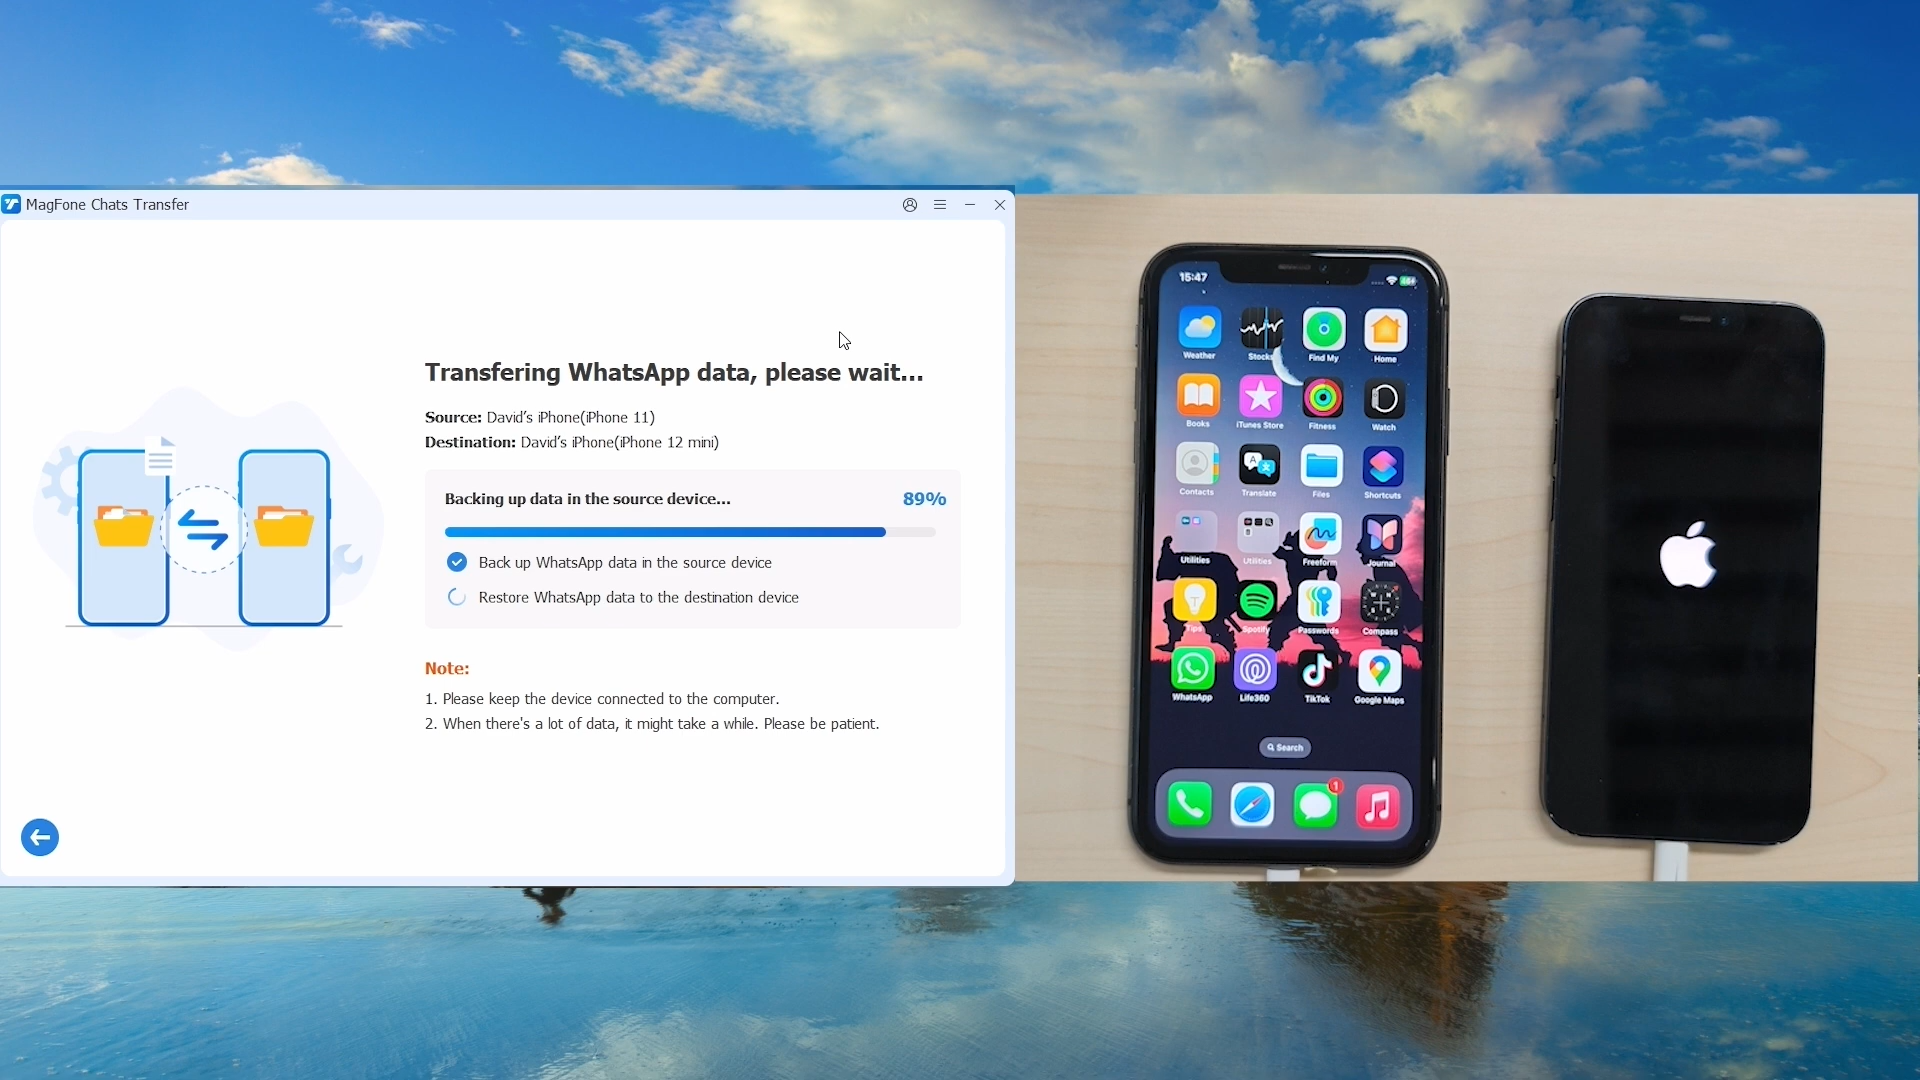 MagFone Chats Transfer
Transfering WhatsApp data, please wait...
Source: David’s iPhone(iPhone 11)
Destination: David’s iPhone(iPhone 12 mini)
Backing up data in the source device...
89%
Back up WhatsApp data in the source device
Restore WhatsApp data to the destination device
Note:
1. Please keep the device connected to the computer.
2. When there's a lot of data, it might take a while. Please be patient.
15:47
Weather Stocks Find My Home
Books iTunes Store Fitness Watch
Contacts Translate Files Shortcuts
Utilities Utilities Freeform Journal
Tips Spotify Passwords Compass
WhatsApp Life360 TikTok Google Maps
Search
1